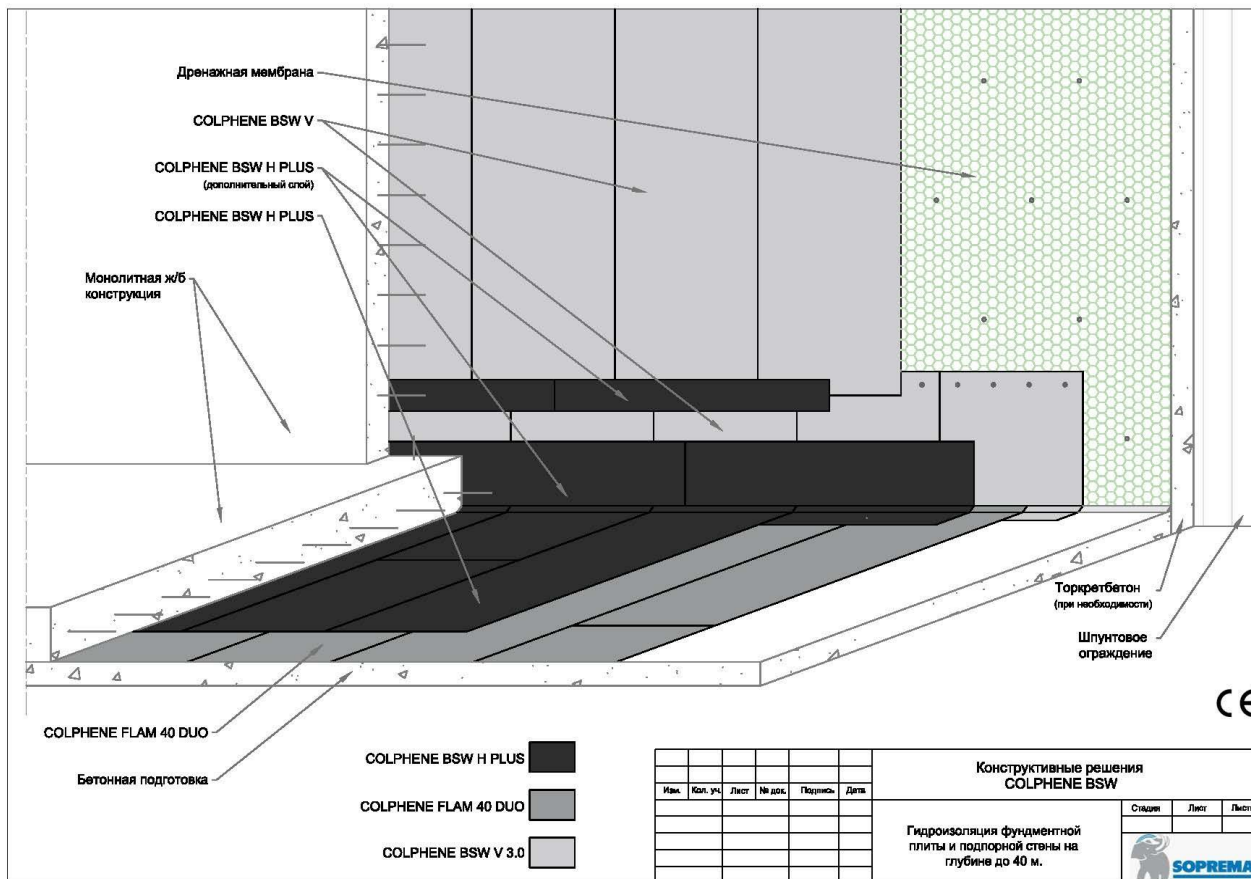 Дренажная мембрана
COLPHENE BSW V
COLPHENE BSW H PLUS
(дополнительный слой)
COLPHENE BSW H PLUS
Монолитная ж/б
конструкция
Торкретбетон
(при необходимости)
Шпунтовое
ограждение
CE
COLPHENE FLAM 40 DUO
Бетонная подготовка
COLPHENE BSW H PLUS
COLPHENE FLAM 40 DUO
COLPHENE BSW V 3.0
Изм. Кол. уч. Лист № док. Подпись Дата
Конструктивные решения
COLPHENE BSW
Гидроизоляция фундментной
плиты и подпорной стены на
глубине до 40 м.
Стадия Лист
SOPREMA